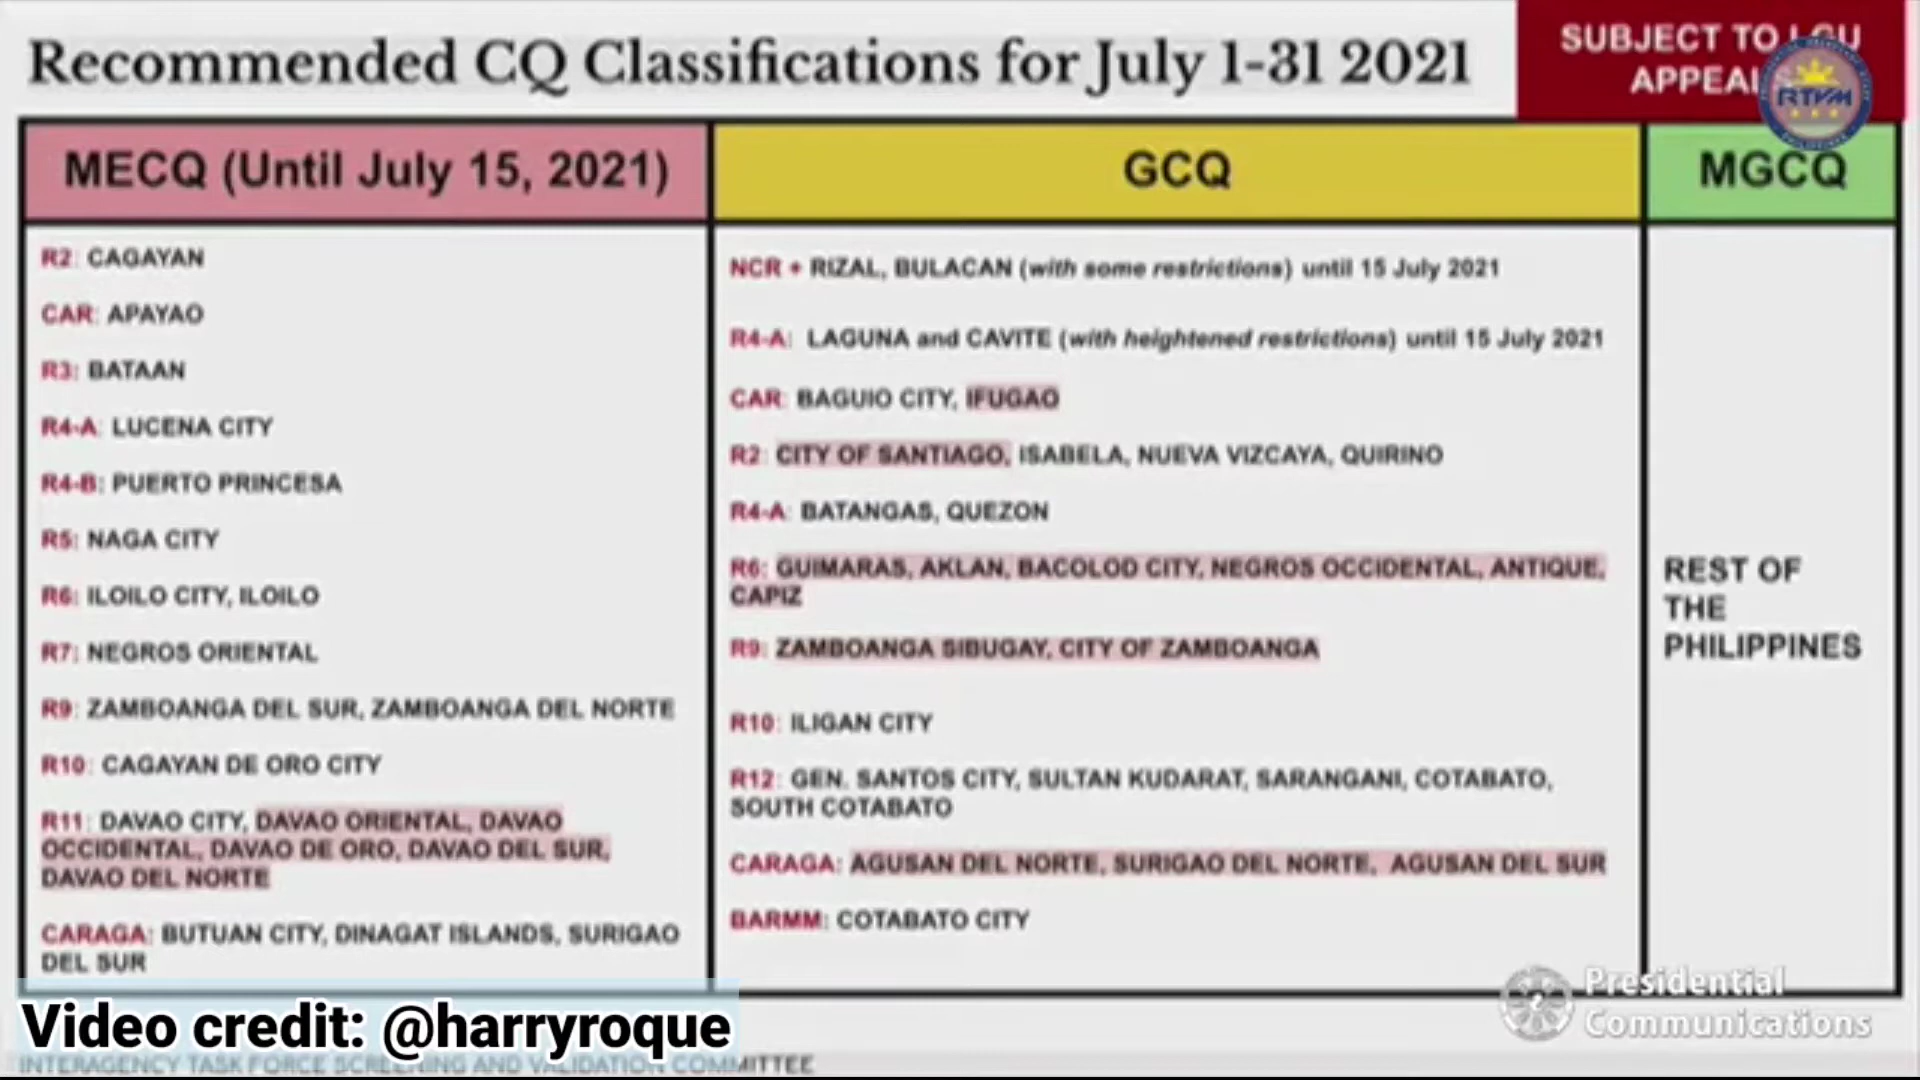 Recommended CQ Classifications for July 1-31 2021
SUBJECT TO LGU
APPEAL
RTVM
MECQ (Until July 15, 2021)
R2: CAGAYAN
CAR: APAYAO
R3: BATAAN
R4-A: LUCENA CITY
R4-B: PUERTO PRINCESA
R5: NAGA CITY
R6: ILOILO CITY, ILOILO
R7: NEGROS ORIENTAL
R9: ZAMBOANGA DEL SUR, ZAMBOANGA DEL NORTE
R10: CAGAYAN DE ORO CITY
R11: DAVAO CITY, DAVAO ORIENTAL, DAVAO
OCCIDENTAL, DAVAO DE ORO, DAVAO DEL SUR,
DAVAO DEL NORTE
CARAGA: BUTUAN CITY, DINAGAT ISLANDS, SURIGAO
DEL SUR
GCQ
NCR + RIZAL, BULACAN (with some restrictions) until 15 July 2021
R4-A: LAGUNA and CAVITE (with heightened restrictions) until 15 July 2021
CAR: BAGUIO CITY, IFUGAO
R2: CITY OF SANTIAGO, ISABELA, NUEVA VIZCAYA, QUIRINO
R4-A: BATANGAS, QUEZON
R6: GUIMARAS, AKLAN, BACOLOD CITY, NEGROS OCCIDENTAL, ANTIQUE,
CAPIZ
R9: ZAMBOANGA SIBUGAY, CITY OF ZAMBOANGA
R10: ILIGAN CITY
R12: GEN. SANTOS CITY, SULTAN KUDARAT, SARANGANI, COTABATO,
SOUTH COTABATO
CARAGA: AGUSAN DEL NORTE, SURIGAO DEL NORTE, AGUSAN DEL SUR
BARMM: COTABATO CITY
MGCQ
REST OF
THE
PHILIPPINES
Presidential
Communications
Video credit: @harryroque
INTERAGENCY TASK FORCE SCREENING AND VALIDATION COMMITTEE